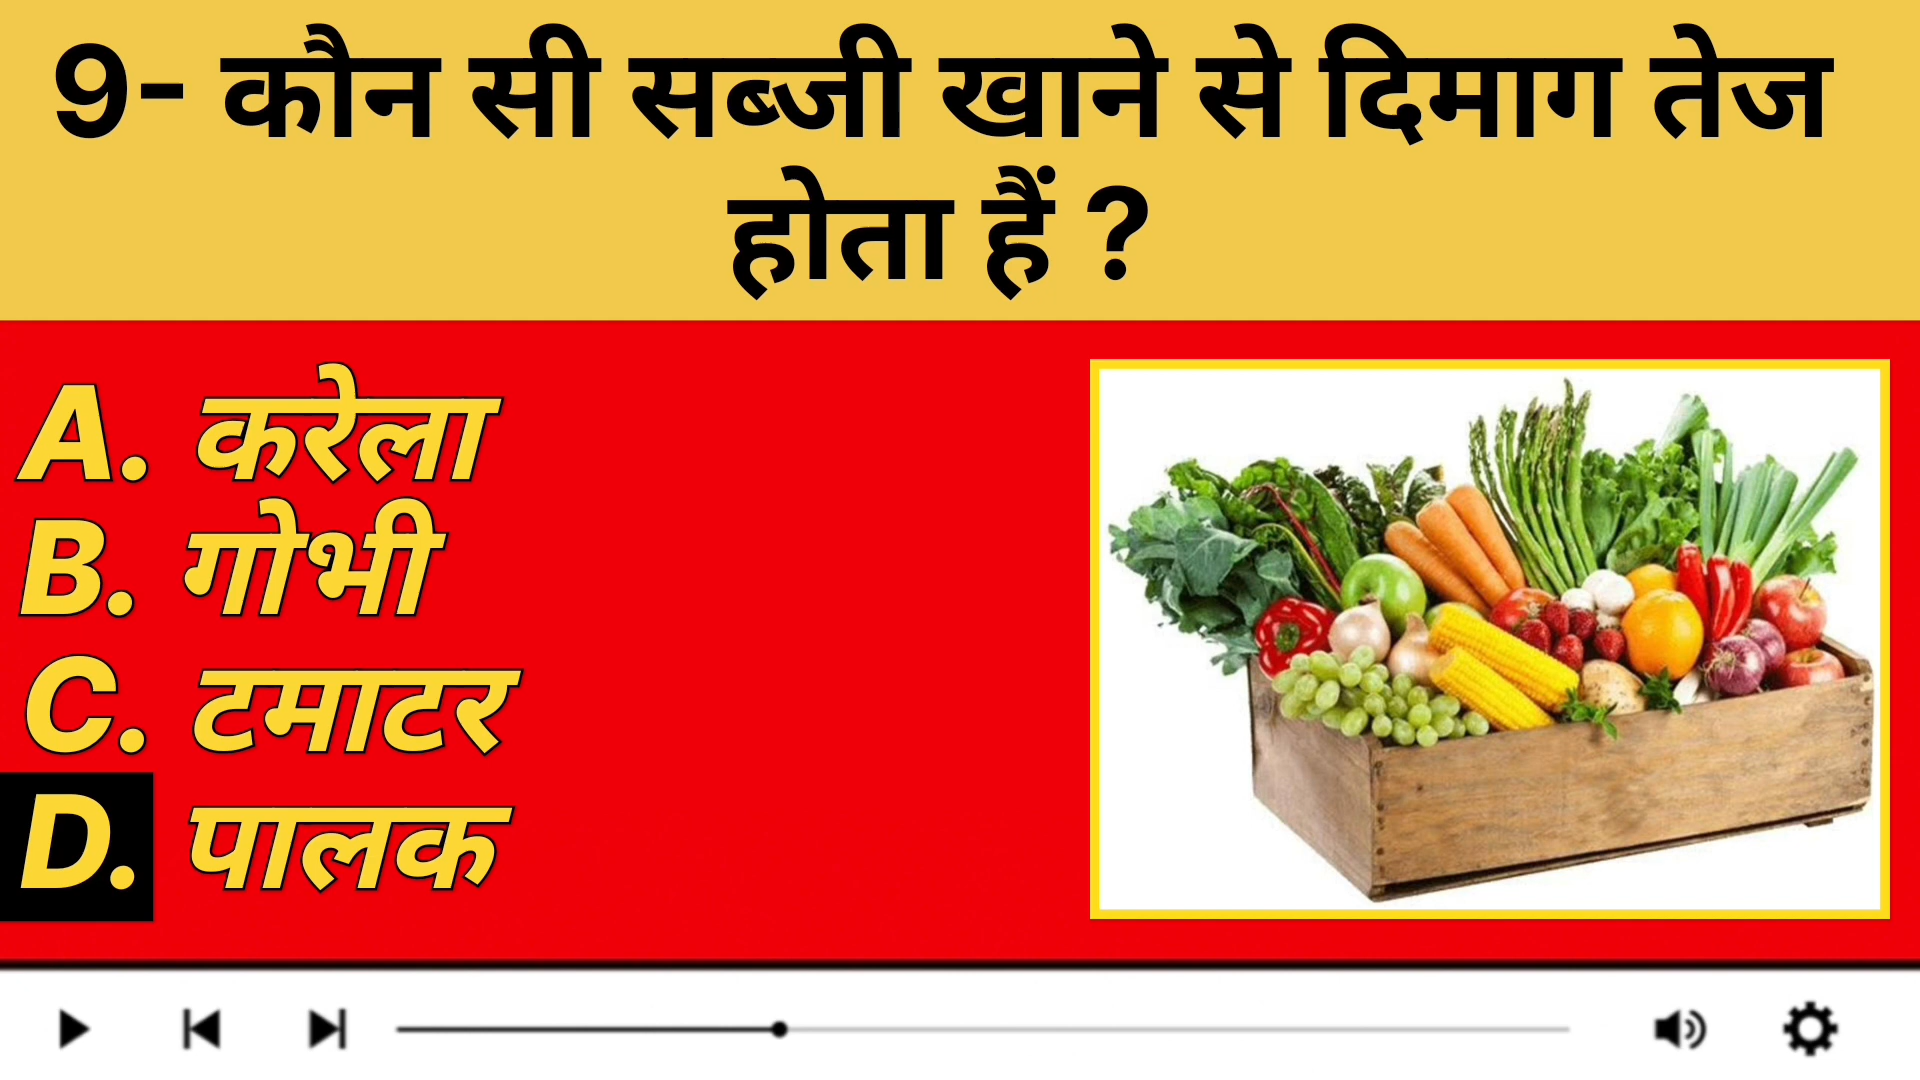 9- कौन सी सब्जी खाने से दिमाग तेज
होता हैं ?
A. करेला
B. गोभी
C. टमाटर
D. पालक